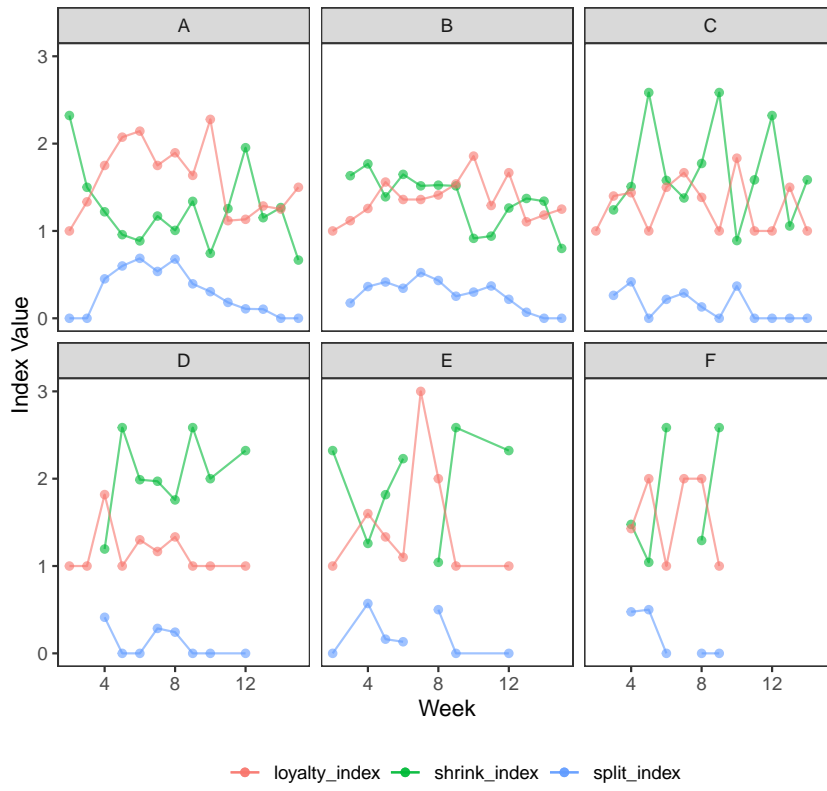 A
B
C
3
2
1
0
D
E
F
3
2
1
0
4
8
12
4
8
12
4
8
12
Index Value
Week
loyalty_index
shrink_index
split_index